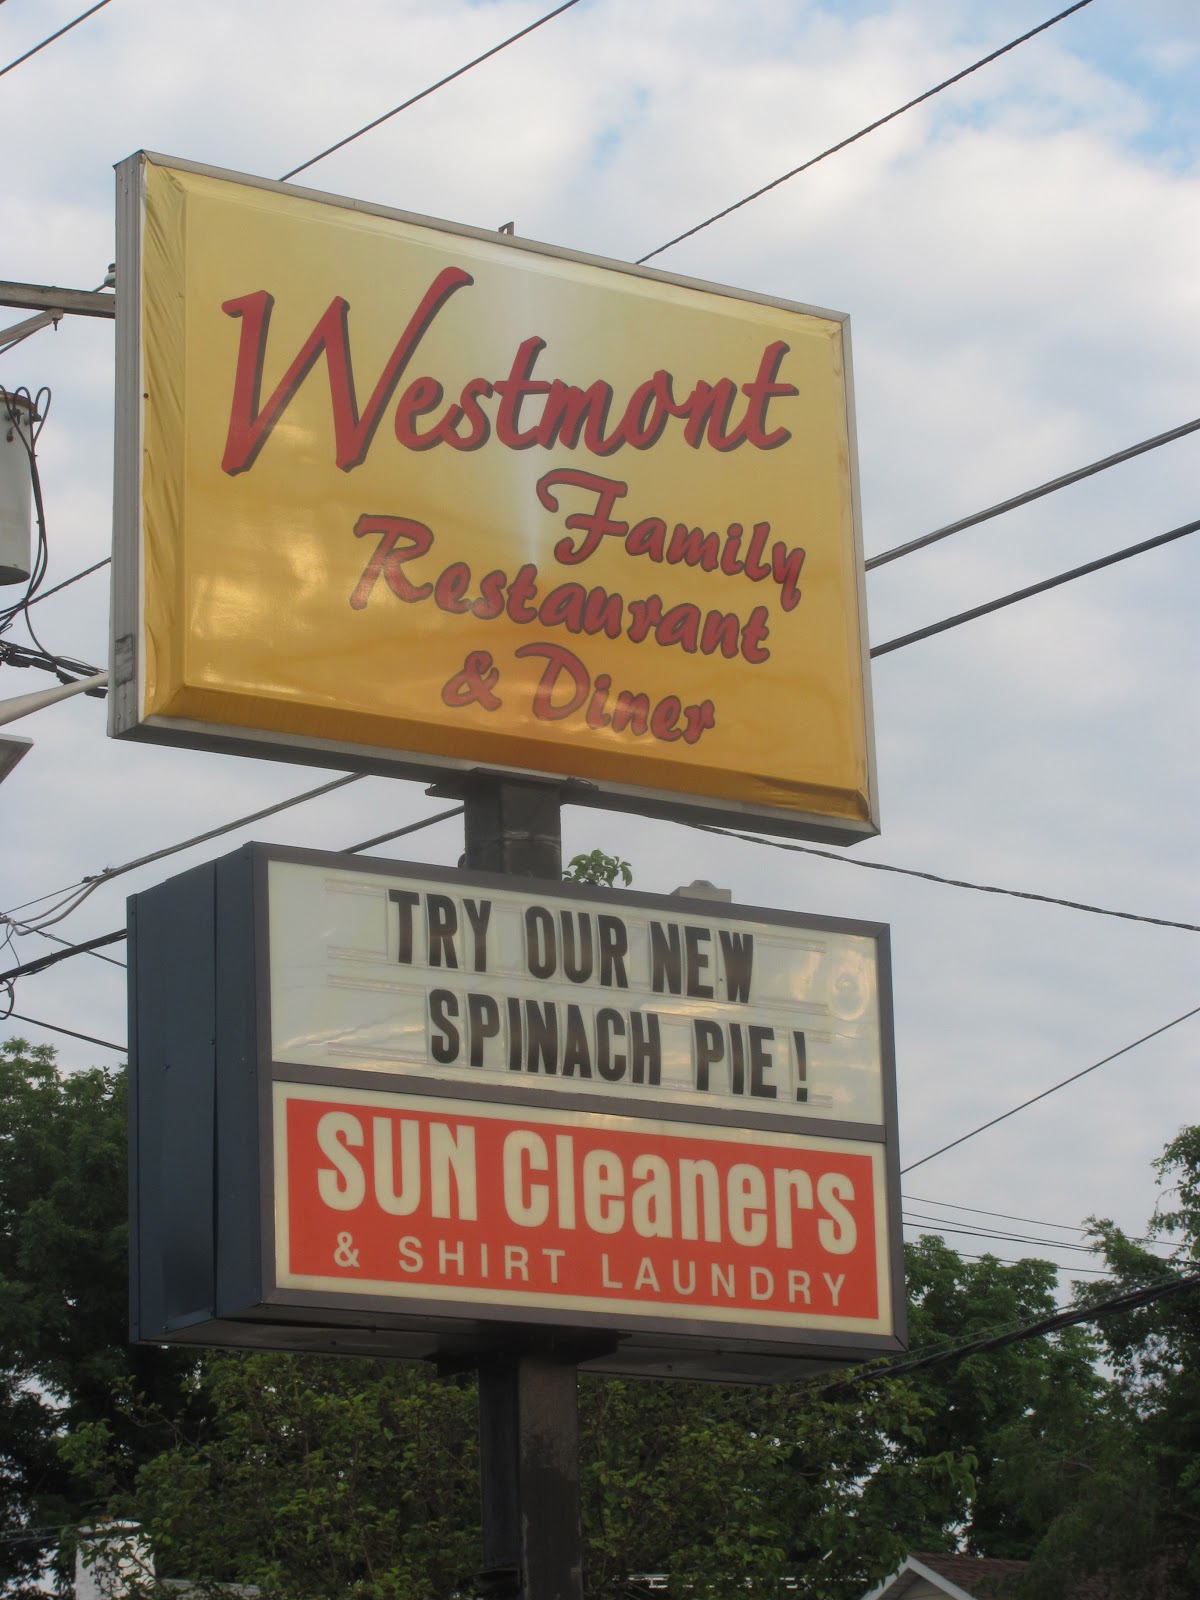 Westmont
Family
Restaurant
& Diner
TRY OUR NEW
SPINACH PIE!
SUN Cleaners
& SHIRT LAUNDRY